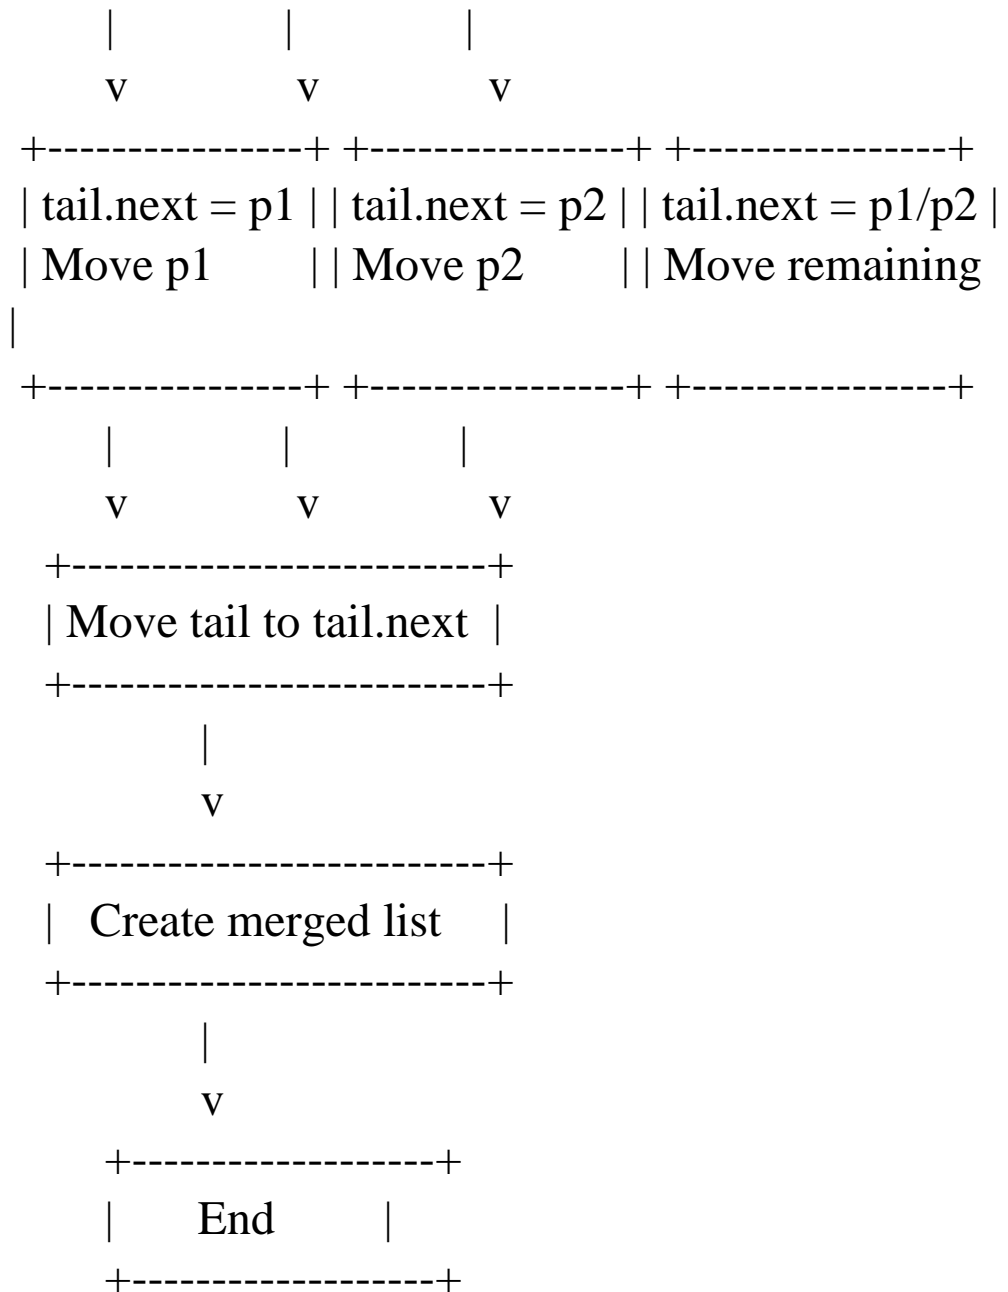 |              |              |
v              v              v
+---------------+ +---------------+ +---------------+
| tail.next = p1 | | tail.next = p2 | | tail.next = p1/p2 |
| Move p1        | | Move p2        | | Move remaining
|
+---------------+ +---------------+ +---------------+
|              |              |
v              v              v
+--------------------------+
| Move tail to tail.next  |
+--------------------------+
|
v
+--------------------------+
|   Create merged list     |
+--------------------------+
|
v
+-------------------+
|       End         |
+-------------------+